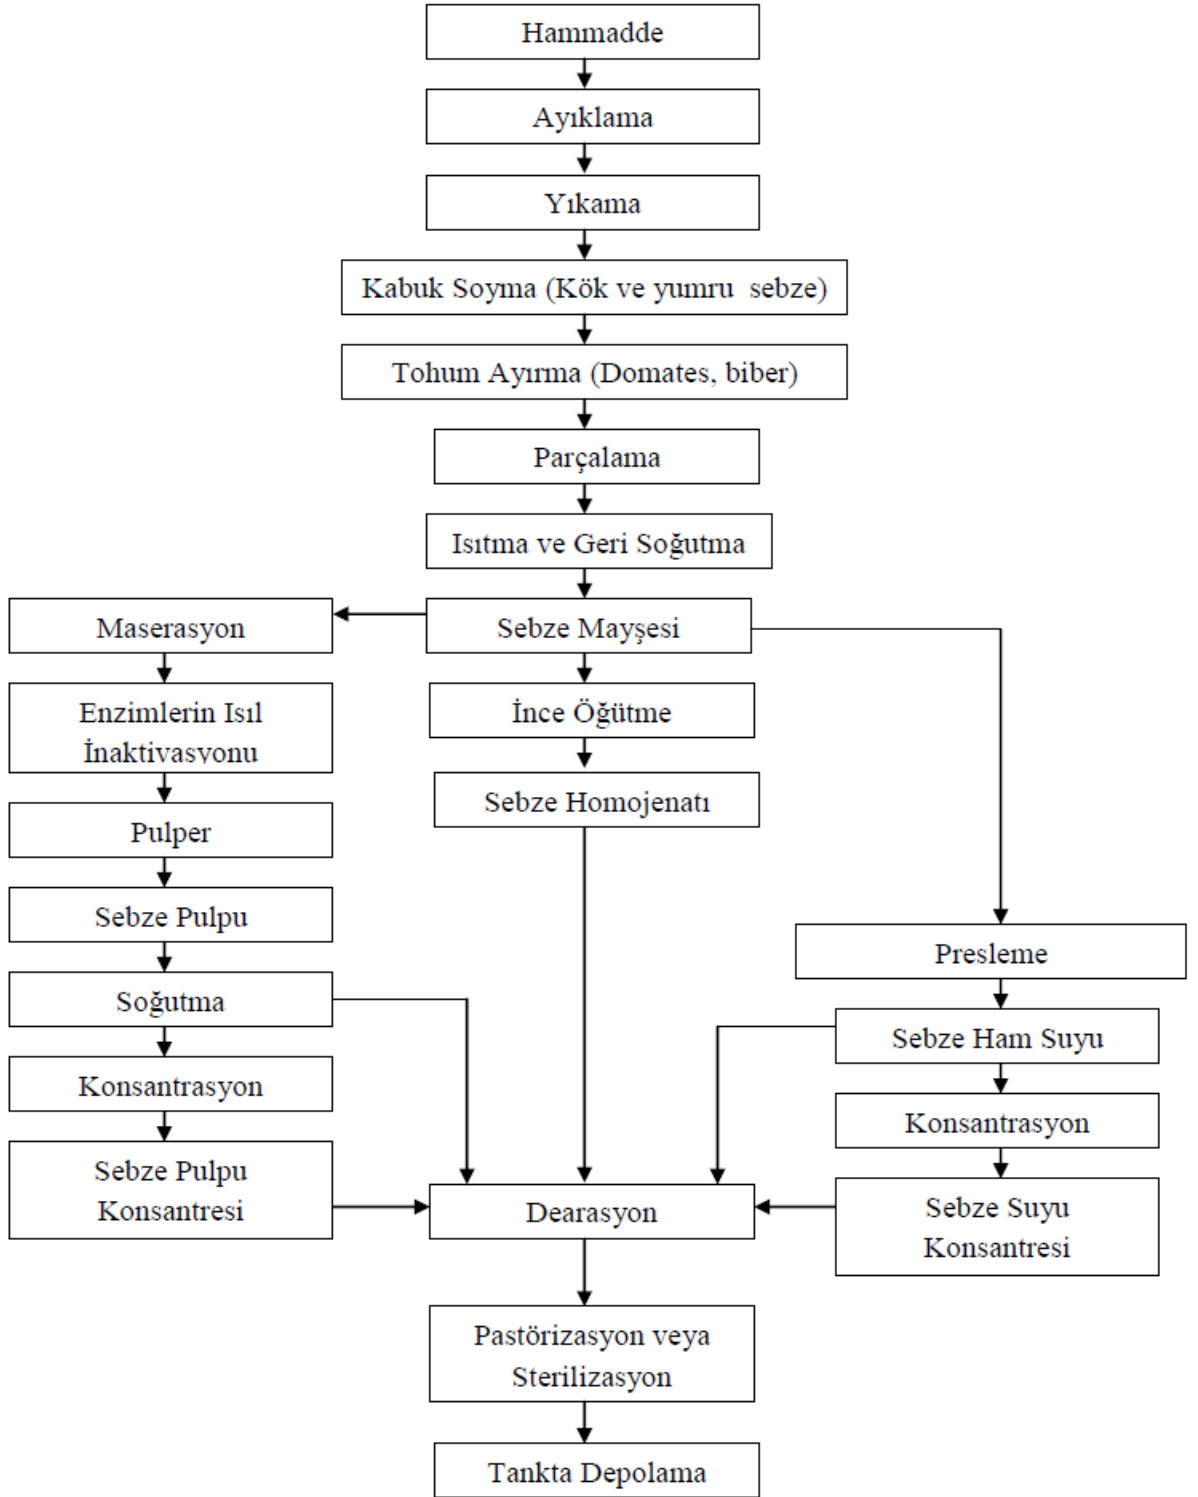 Hammadde
Ayıklama
Yıkama
Kabuk Soyma (Kök ve yumru sebze)
Tohum Ayırma (Domates, biber)
Parçalama
Isıtma ve Geri Soğutma
Sebze Mayşesi
Maserasyon
Enzimlerin Isıl
İnaktivasyonu
Pulper
Sebze Pulpu
Soğutma
Konsantrasyon
Sebze Pulpu
Konsantresi
İnce Öğütme
Sebze Homojenatı
Presleme
Sebze Ham Suyu
Konsantrasyon
Sebze Suyu
Konsantresi
Dearasyon
Pastörizasyon veya
Sterilizasyon
Tankta Depolama